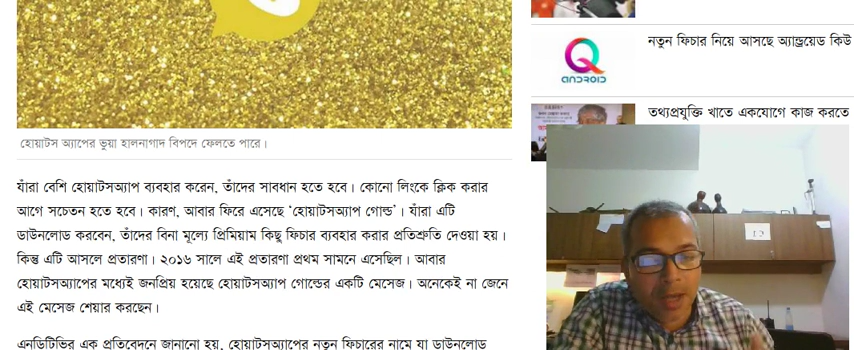 হোয়াটস অ্যাপের ভুয়া হালনাগাদ বিপদে ফেলতে পারে।
যাঁরা বেশি হোয়াটসঅ্যাপ ব্যবহার করেন, তাঁদের সাবধান হতে হবে। কোনো লিংকে ক্লিক করার
আগে সচেতন হতে হবে। কারণ, আবার ফিরে এসেছে ‘হোয়াটসঅ্যাপ গোল্ড’। যাঁরা এটি
ডাউনলোড করবেন, তাঁদের বিনা মূল্যে প্রিমিয়াম কিছু ফিচার ব্যবহার করার প্রতিশ্রুতি দেওয়া হয়।
কিন্তু এটি আসলে প্রতারণা। ২০১৬ সালে এই প্রতারণা প্রথম সামনে এসেছিল। আবার
হোয়াটসঅ্যাপের মধ্যেই জনপ্রিয় হয়েছে হোয়াটসঅ্যাপ গোল্ডের একটি মেসেজ। অনেকেই না জেনে
এই মেসেজ শেয়ার করছেন।
এনডিটিভির এক প্রতিবেদনে জানানো হয়, হোয়াটসঅ্যাপের নতুন ফিচারের নামে যা ডাউনলোড
নতুন ফিচার নিয়ে আসছে অ্যান্ড্রয়েড কিউ
ANDROID
তথ্যপ্রযুক্তি খাতে একযোগে কাজ করতে